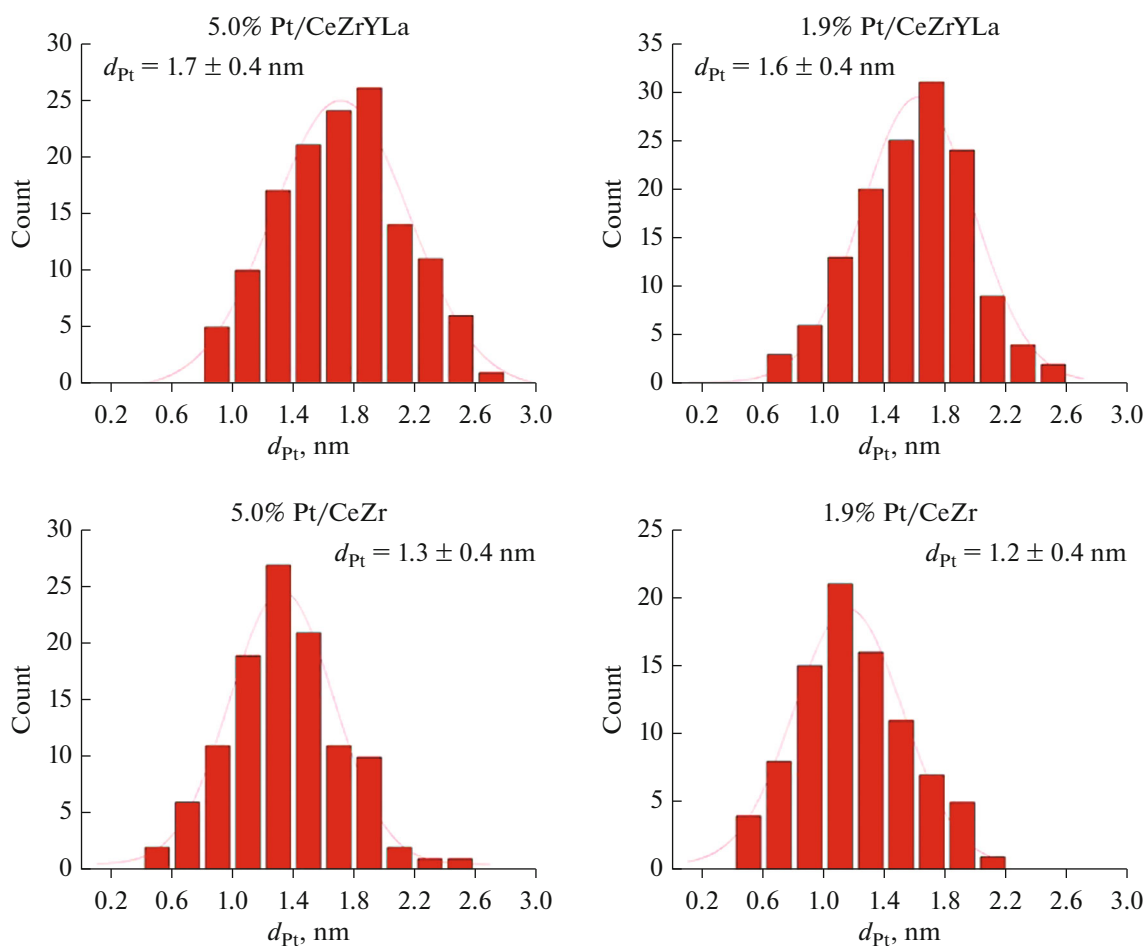 5.0% Pt/CeZrYLa
d_Pt = 1.7 ± 0.4 nm
Count
30
25
20
15
10
5
0
0.2 0.6 1.0 1.4 1.8 2.2 2.6 3.0
d_Pt, nm
1.9% Pt/CeZrYLa
d_Pt = 1.6 ± 0.4 nm
Count
35
30
25
20
15
10
5
0
0.2 0.6 1.0 1.4 1.8 2.2 2.6 3.0
d_Pt, nm
5.0% Pt/CeZr
d_Pt = 1.3 ± 0.4 nm
Count
30
25
20
15
10
5
0
0.2 0.6 1.0 1.4 1.8 2.2 2.6 3.0
d_Pt, nm
1.9% Pt/CeZr
d_Pt = 1.2 ± 0.4 nm
Count
25
20
15
10
5
0
0.2 0.6 1.0 1.4 1.8 2.2 2.6 3.0
d_Pt, nm